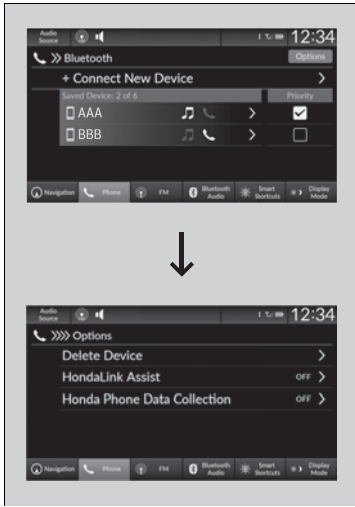 Audio
Source
12:34
Bluetooth
Options
+ Connect New Device
Saved Device: 2 of 6
Priority
AAA
BBB
Navigation
Phone
FM
Bluetooth
Audio
Smart
Shortcuts
Display
Mode
Audio
Source
12:34
Options
Delete Device
HondaLink Assist
OFF
Honda Phone Data Collection
OFF
Navigation
Phone
FM
Bluetooth
Audio
Smart
Shortcuts
Display
Mode